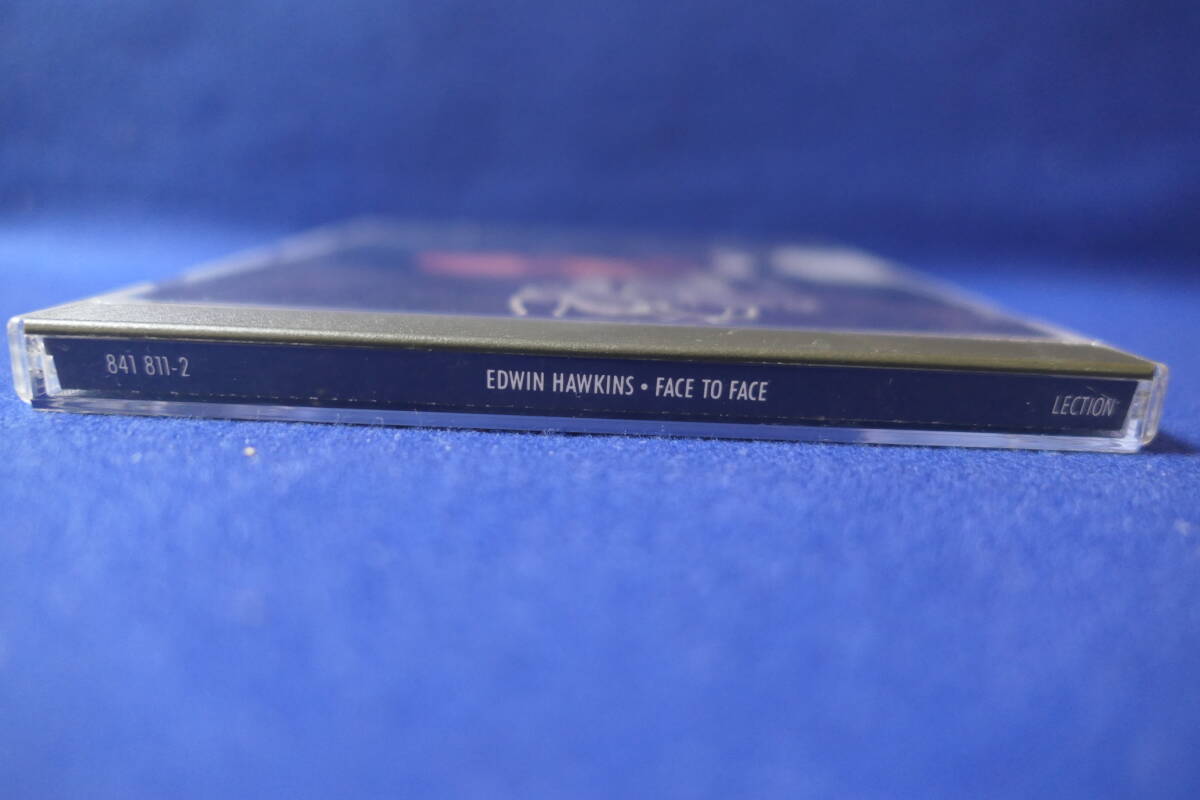 841 811-2 EDWIN HAWKINS • FACE TO FACE LECTION